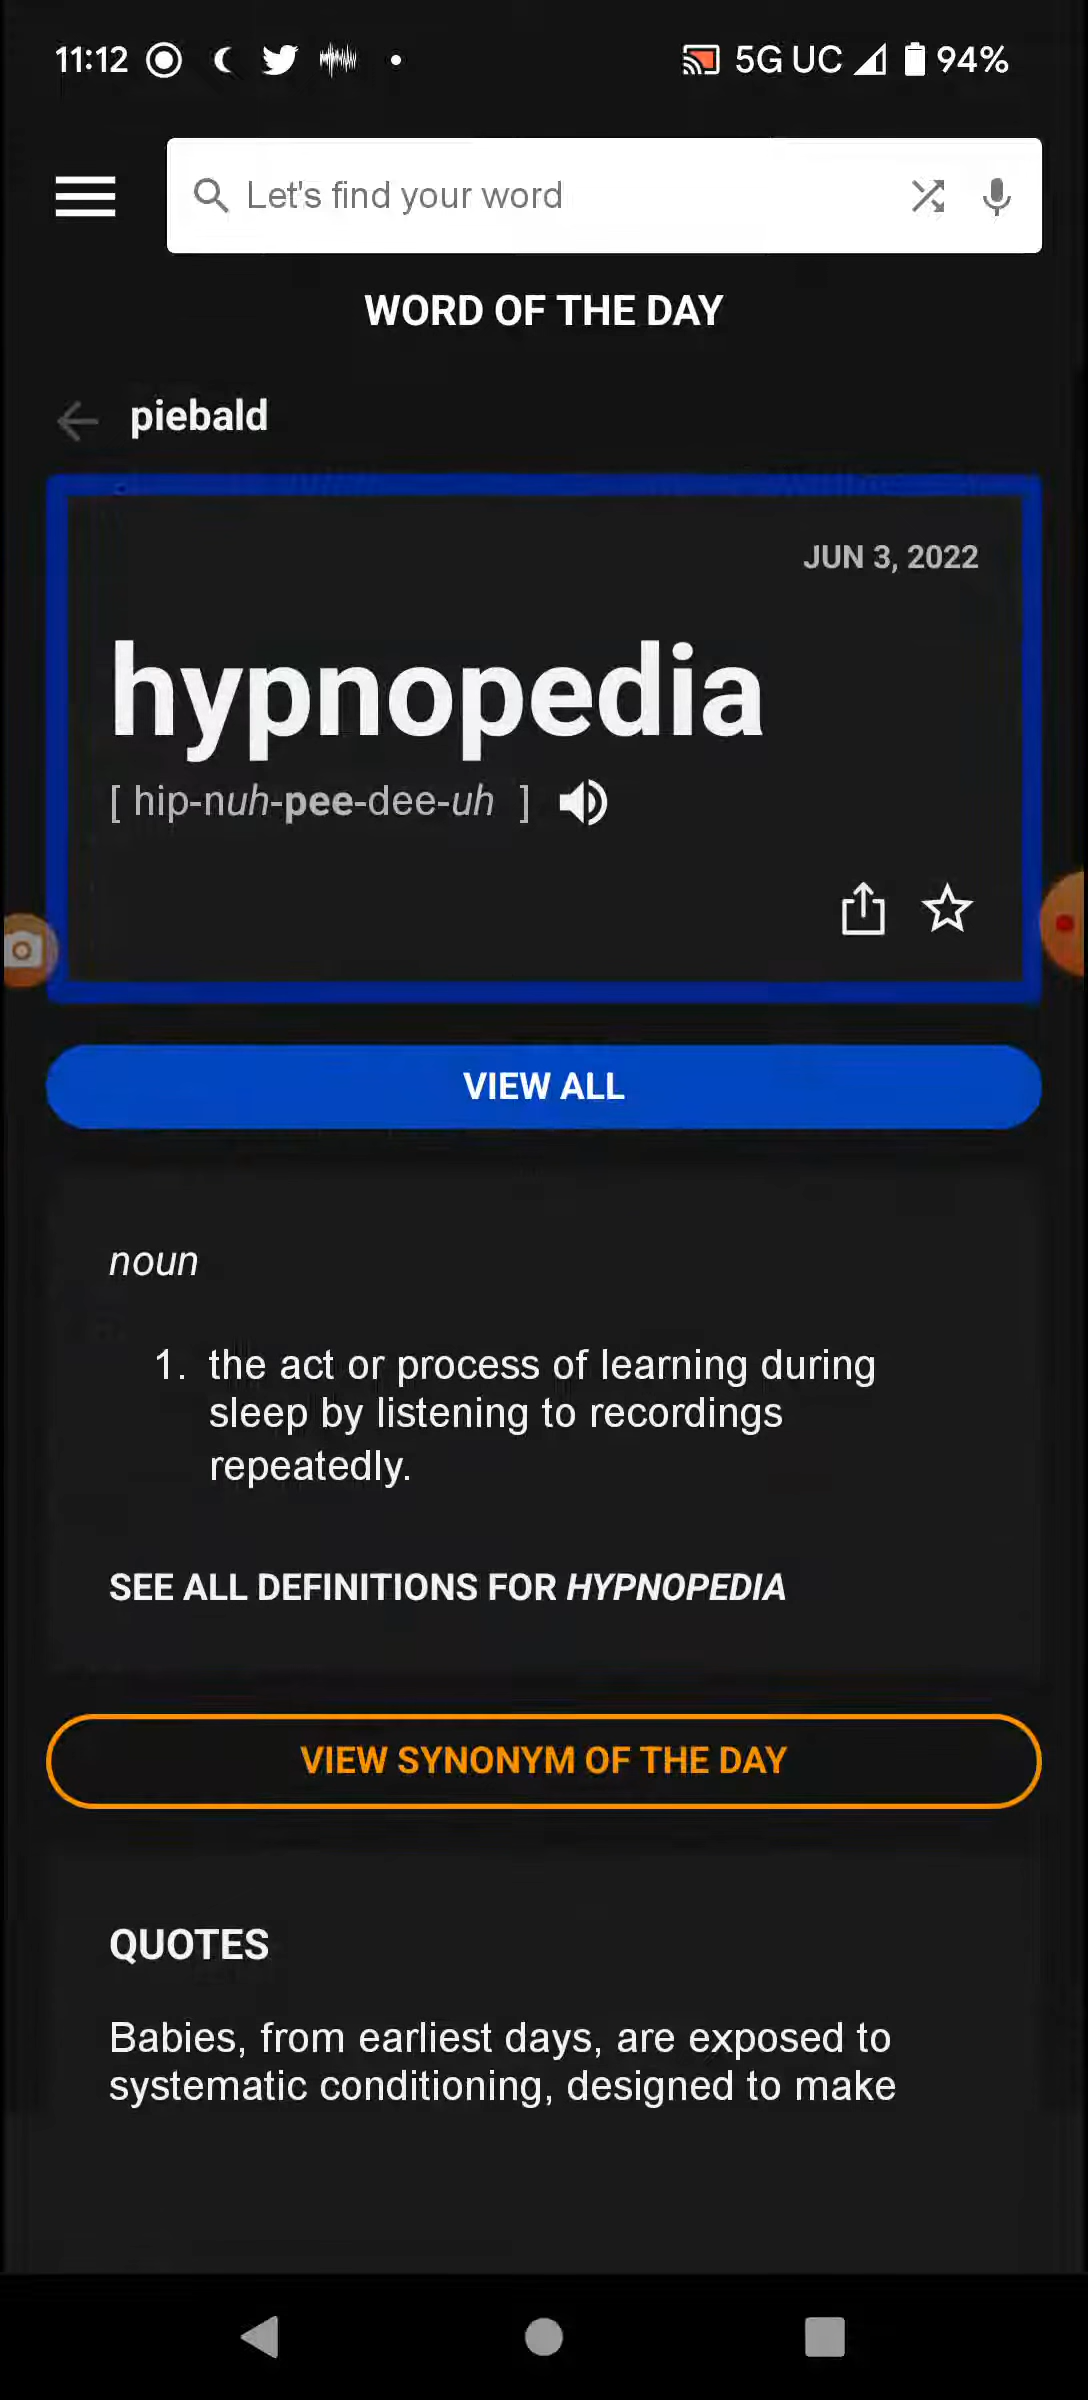 11:12 5G UC 94%
Let's find your word
WORD OF THE DAY
piebald
JUN 3, 2022
hypnopedia
[ hip-nuh-pee-dee-uh ]
VIEW ALL
noun
1. the act or process of learning during
sleep by listening to recordings
repeatedly.
SEE ALL DEFINITIONS FOR HYPNOPEDIA
VIEW SYNONYM OF THE DAY
QUOTES
Babies, from earliest days, are exposed to
systematic conditioning, designed to make